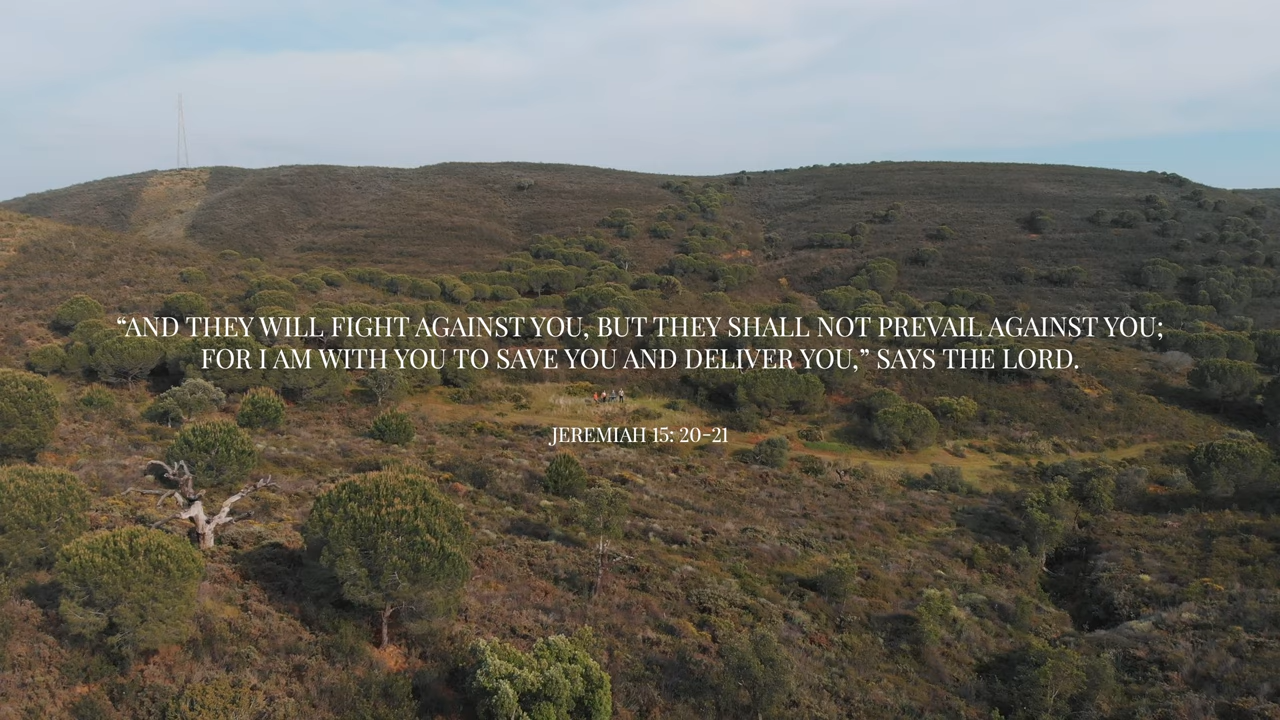 “AND THEY WILL FIGHT AGAINST YOU, BUT THEY SHALL NOT PREVAIL AGAINST YOU;
FOR I AM WITH YOU TO SAVE YOU AND DELIVER YOU,” SAYS THE LORD.
JEREMIAH 15: 20-21